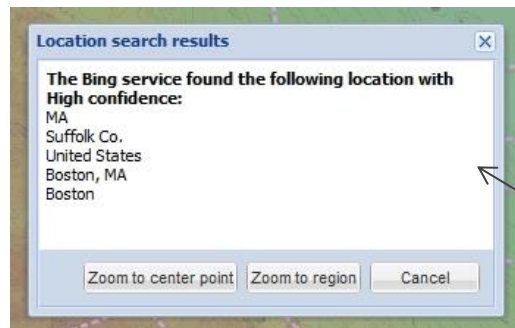 Location search results
The Bing service found the following location with
High confidence:
MA
Suffolk Co.
United States
Boston, MA
Boston
Zoom to center point Zoom to region Cancel